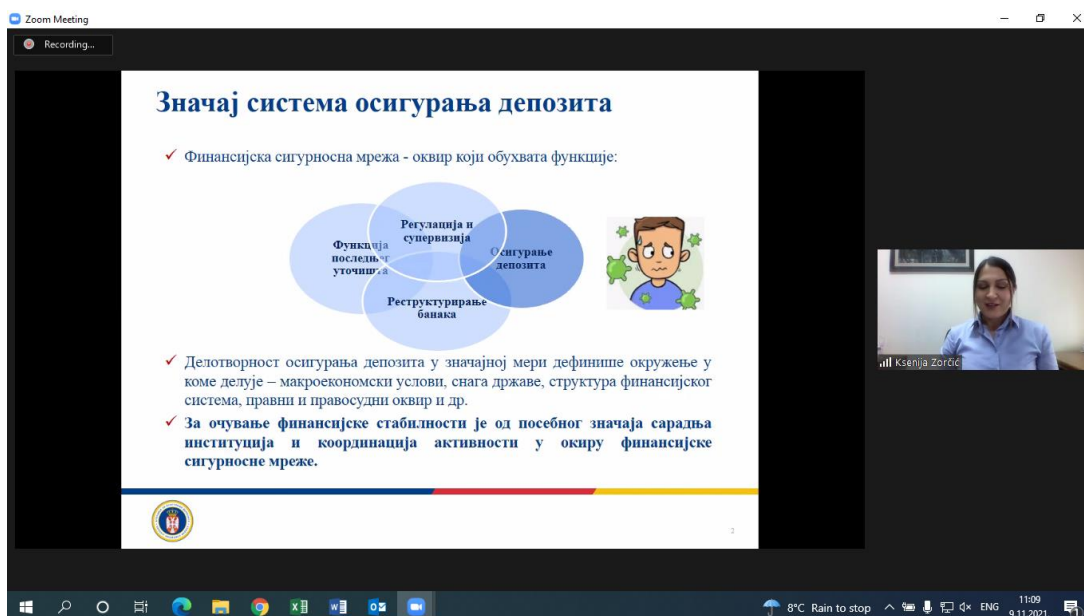 Zoom Meeting
Recording...
Значај система осигурања депозита
Финансијска сигурносна мрежа - оквир који обухвата функције:
Функција
последњег
уточишта
Регулација и
супервизија
Осигурање
депозита
Реструктурирање
банака
Делотворност осигурања депозита у значајној мери дефинише окружење у
коме делује – макроекономски услови, снага државе, структура финансијског
система, правни и правосудни оквир и др.
За очување финансијске стабилности је од посебног значаја сарадња
институција и координација активности у окиру финансијске
сигурносне мреже.
2
Ksenija Zorčić
8°C Rain to stop
ENG
11:09
9.11.2021